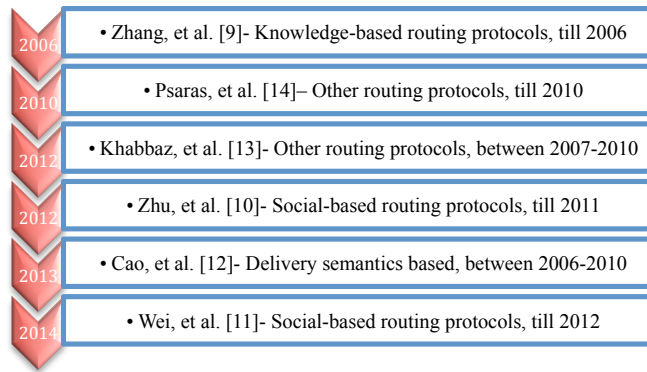 2006
• Zhang, et al. [9]- Knowledge-based routing protocols, till 2006
2010
• Psaras, et al. [14]– Other routing protocols, till 2010
2012
• Khabbaz, et al. [13]- Other routing protocols, between 2007-2010
2012
• Zhu, et al. [10]- Social-based routing protocols, till 2011
2013
• Cao, et al. [12]- Delivery semantics based, between 2006-2010
2014
• Wei, et al. [11]- Social-based routing protocols, till 2012